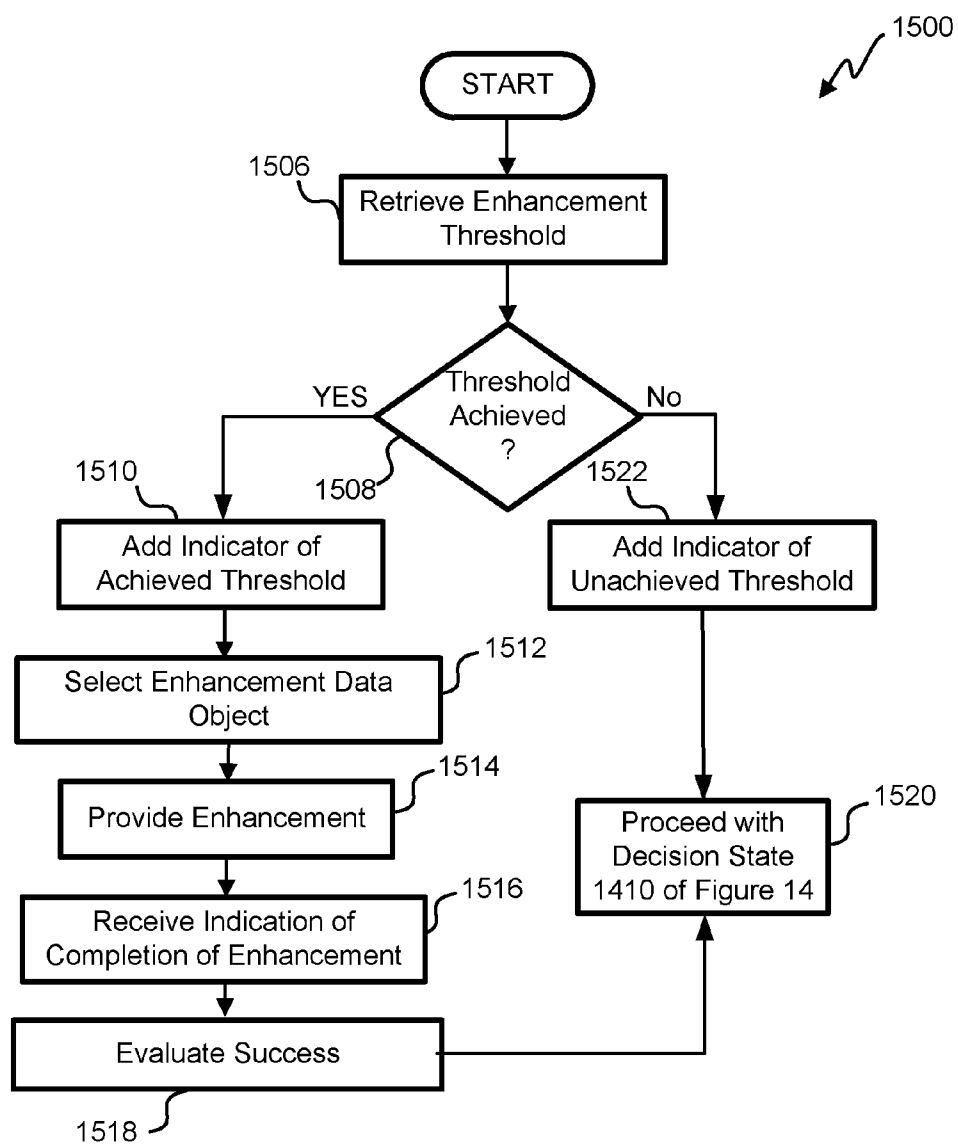 1500
START
1506
Retrieve Enhancement
Threshold
YES
Threshold
Achieved
?
No
1508
1510
Add Indicator of
Achieved Threshold
1522
Add Indicator of
Unachieved Threshold
1512
Select Enhancement Data
Object
1514
Provide Enhancement
1516
Receive Indication of
Completion of Enhancement
Evaluate Success
1518
1520
Proceed with
Decision State
1410 of Figure 14